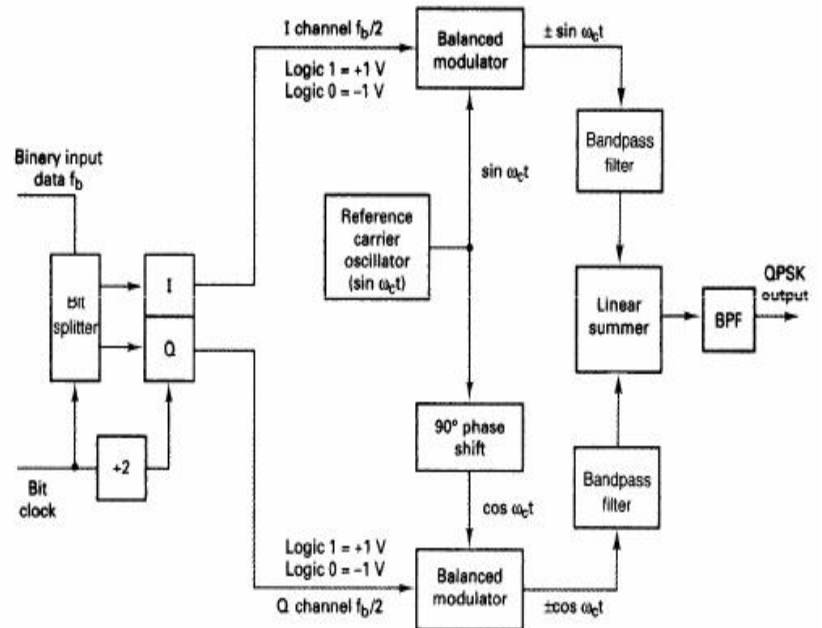 I channel f_b/2
Logic 1 = +1 V
Logic 0 = −1 V
Balanced
modulator
± sin ω_ct
Bandpass
filter
Binary input
data f_b
sin ω_ct
Reference
carrier
oscillator
(sin ω_ct)
Bit
splitter
I
Q
Linear
summer
BPF
QPSK
output
90° phase
shift
+2
Bit
clock
cos ω_ct
Bandpass
filter
Logic 1 = +1 V
Logic 0 = −1 V
Q channel f_b/2
Balanced
modulator
±cos ω_ct